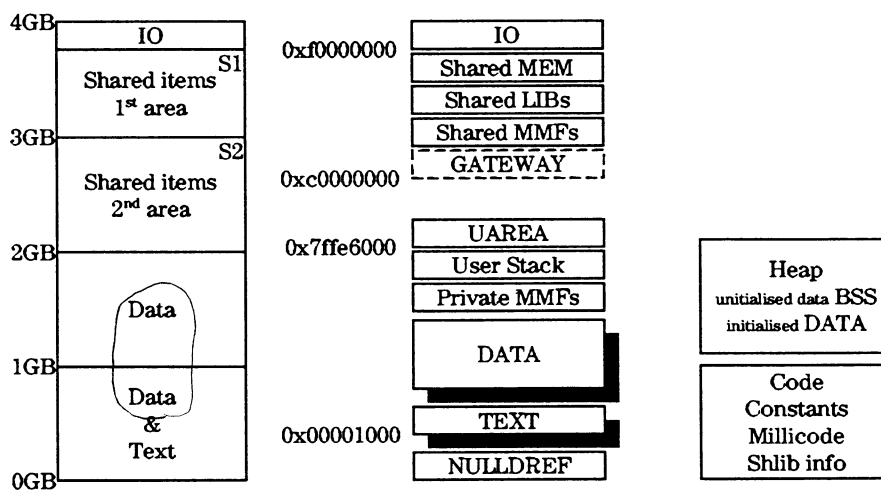 4GB
IO
S1
Shared items
1st area
3GB
S2
Shared items
2nd area
2GB
Data
1GB
Data
&
Text
0GB
0xf0000000
IO
Shared MEM
Shared LIBs
Shared MMFs
GATEWAY
0xc0000000
UAREA
0x7ffe6000
User Stack
Private MMFs
DATA
TEXT
0x00001000
NULLDREF
Heap
unitialised data BSS
initialised DATA
Code
Constants
Millicode
Shlib info